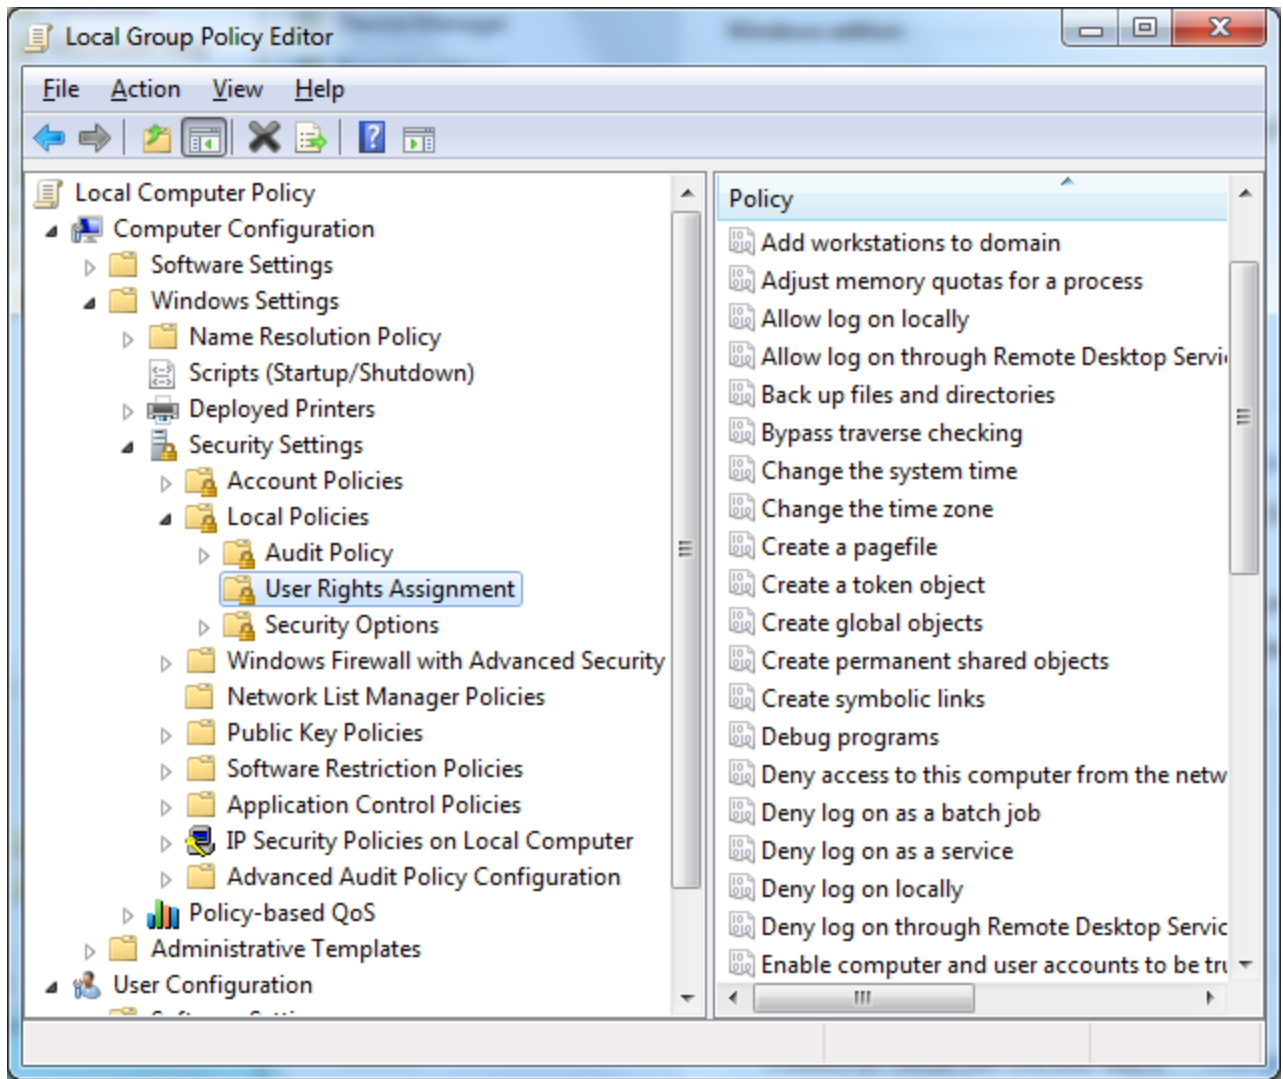 Local Group Policy Editor
File Action View Help
Local Computer Policy
Computer Configuration
Software Settings
Windows Settings
Name Resolution Policy
Scripts (Startup/Shutdown)
Deployed Printers
Security Settings
Account Policies
Local Policies
Audit Policy
User Rights Assignment
Security Options
Windows Firewall with Advanced Security
Network List Manager Policies
Public Key Policies
Software Restriction Policies
Application Control Policies
IP Security Policies on Local Computer
Advanced Audit Policy Configuration
Policy-based QoS
Administrative Templates
User Configuration
Policy
Add workstations to domain
Adjust memory quotas for a process
Allow log on locally
Allow log on through Remote Desktop Servi
Back up files and directories
Bypass traverse checking
Change the system time
Change the time zone
Create a pagefile
Create a token object
Create global objects
Create permanent shared objects
Create symbolic links
Debug programs
Deny access to this computer from the netw
Deny log on as a batch job
Deny log on as a service
Deny log on locally
Deny log on through Remote Desktop Servic
Enable computer and user accounts to be tru